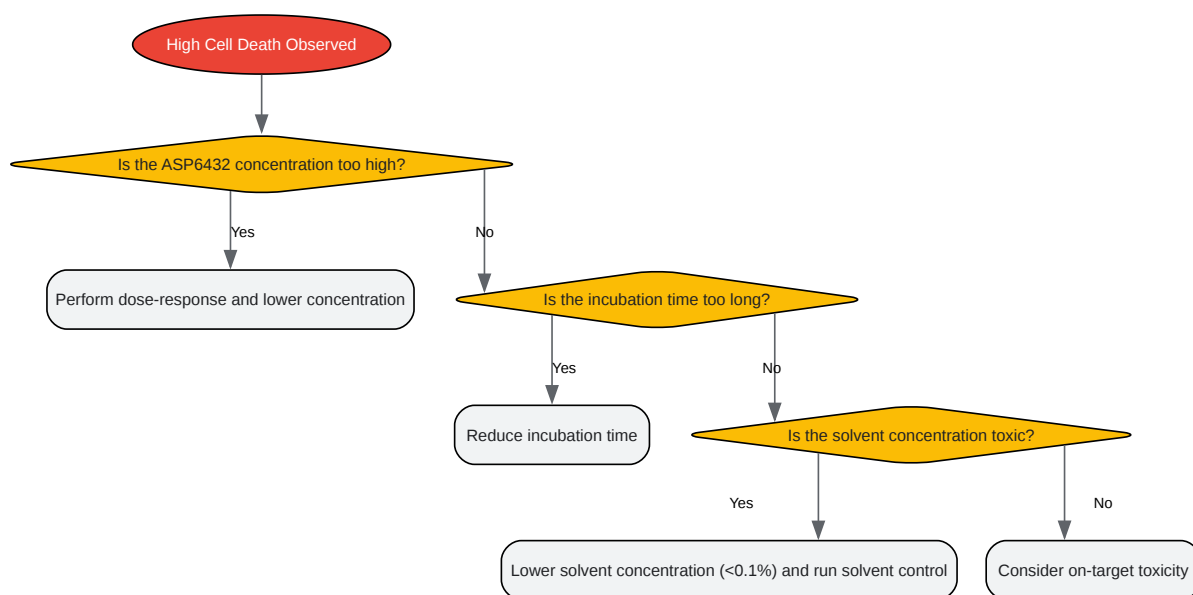 High Cell Death Observed
Is the ASP6432 concentration too high?
Yes
No
Perform dose-response and lower concentration
Is the incubation time too long?
Yes
No
Reduce incubation time
Is the solvent concentration toxic?
Yes
No
Lower solvent concentration (<0.1%) and run solvent control
Consider on-target toxicity